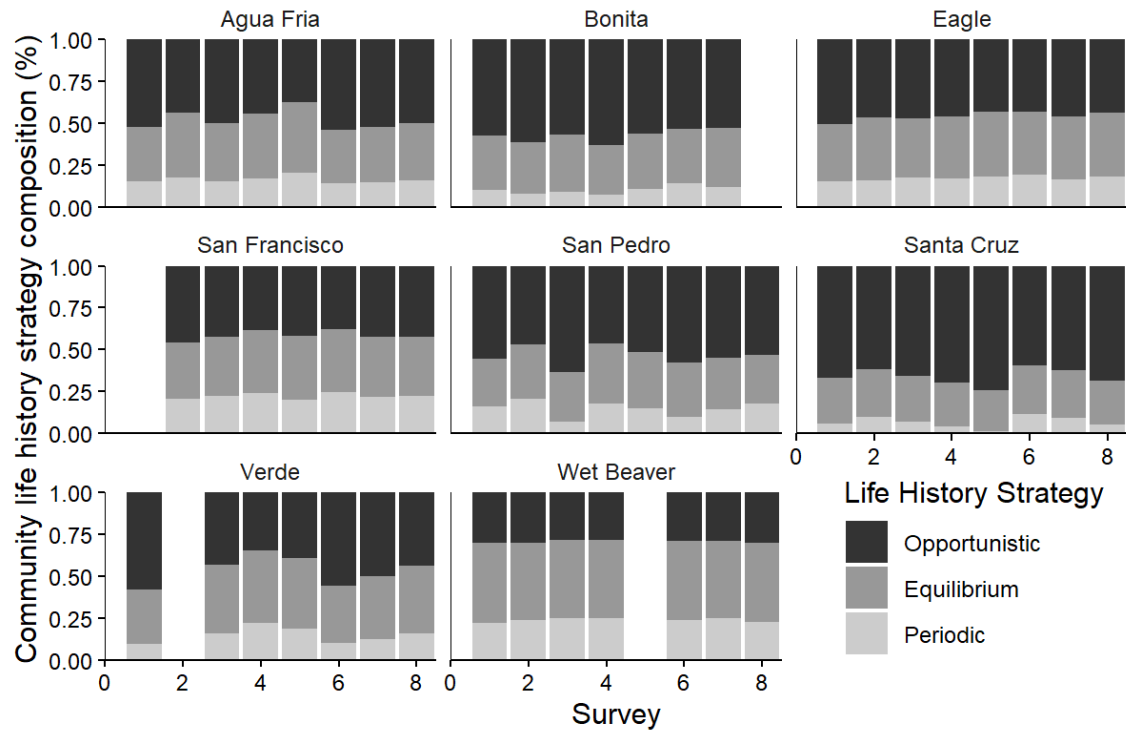 Agua Fria Bonita Eagle
Community life history strategy composition (%)
1.00
0.75
0.50
0.25
0.00
San Francisco San Pedro Santa Cruz
1.00
0.75
0.50
0.25
0.00
0 2 4 6 8
Verde Wet Beaver
1.00
0.75
0.50
0.25
0.00
0 2 4 6 8 0 2 4 6 8
Survey
Life History Strategy
Opportunistic
Equilibrium
Periodic